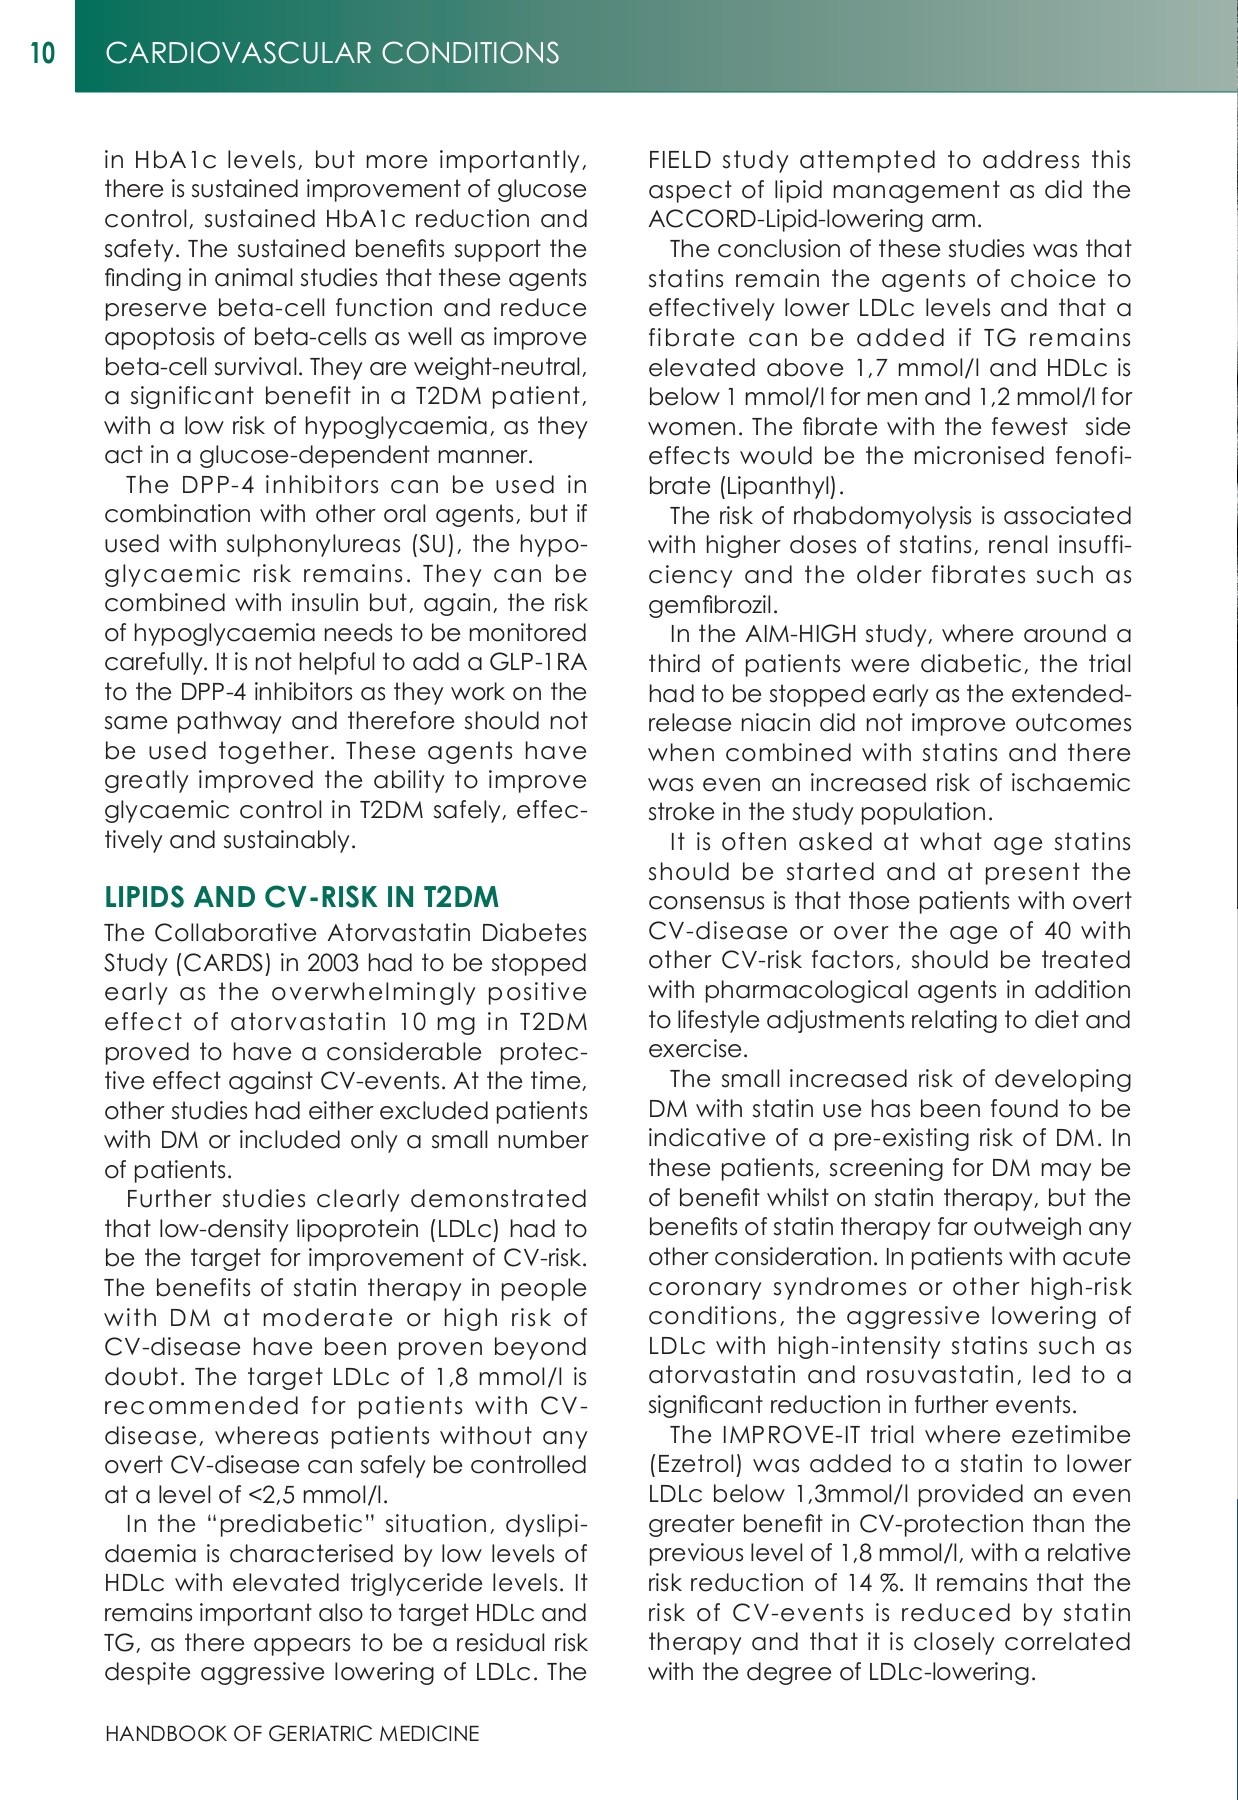 10
CARDIOVASCULAR CONDITIONS
in HbA1c levels, but more importantly,
there is sustained improvement of glucose
control, sustained HbA1c reduction and
safety. The sustained benefits support the
finding in animal studies that these agents
preserve beta-cell function and reduce
apoptosis of beta-cells as well as improve
beta-cell survival. They are weight-neutral,
a significant benefit in a T2DM patient,
with a low risk of hypoglycaemia, as they
act in a glucose-dependent manner.
The DPP-4 inhibitors can be used in
combination with other oral agents, but if
used with sulphonylureas (SU), the hypo-
glycaemic risk remains. They can be
combined with insulin but, again, the risk
of hypoglycaemia needs to be monitored
carefully. It is not helpful to add a GLP-1RA
to the DPP-4 inhibitors as they work on the
same pathway and therefore should not
be used together. These agents have
greatly improved the ability to improve
glycaemic control in T2DM safely, effec-
tively and sustainably.
LIPIDS AND CV-RISK IN T2DM
The Collaborative Atorvastatin Diabetes
Study (CARDS) in 2003 had to be stopped
early as the overwhelmingly positive
effect of atorvastatin 10 mg in T2DM
proved to have a considerable protec-
tive effect against CV-events. At the time,
other studies had either excluded patients
with DM or included only a small number
of patients.
Further studies clearly demonstrated
that low-density lipoprotein (LDLc) had to
be the target for improvement of CV-risk.
The benefits of statin therapy in people
with DM at moderate or high risk of
CV-disease have been proven beyond
doubt. The target LDLc of 1,8 mmol/l is
recommended for patients with CV-
disease, whereas patients without any
overt CV-disease can safely be controlled
at a level of <2,5 mmol/l.
In the “prediabetic” situation, dyslipi-
daemia is characterised by low levels of
HDLc with elevated triglyceride levels. It
remains important also to target HDLc and
TG, as there appears to be a residual risk
despite aggressive lowering of LDLc. The
FIELD study attempted to address this
aspect of lipid management as did the
ACCORD-Lipid-lowering arm.
The conclusion of these studies was that
statins remain the agents of choice to
effectively lower LDLc levels and that a
fibrate can be added if TG remains
elevated above 1,7 mmol/l and HDLc is
below 1 mmol/l for men and 1,2 mmol/l for
women. The fibrate with the fewest side
effects would be the micronised fenofi-
brate (Lipanthyl).
The risk of rhabdomyolysis is associated
with higher doses of statins, renal insuffi-
ciency and the older fibrates such as
gemfibrozil.
In the AIM-HIGH study, where around a
third of patients were diabetic, the trial
had to be stopped early as the extended-
release niacin did not improve outcomes
when combined with statins and there
was even an increased risk of ischaemic
stroke in the study population.
It is often asked at what age statins
should be started and at present the
consensus is that those patients with overt
CV-disease or over the age of 40 with
other CV-risk factors, should be treated
with pharmacological agents in addition
to lifestyle adjustments relating to diet and
exercise.
The small increased risk of developing
DM with statin use has been found to be
indicative of a pre-existing risk of DM. In
these patients, screening for DM may be
of benefit whilst on statin therapy, but the
benefits of statin therapy far outweigh any
other consideration. In patients with acute
coronary syndromes or other high-risk
conditions, the aggressive lowering of
LDLc with high-intensity statins such as
atorvastatin and rosuvastatin, led to a
significant reduction in further events.
The IMPROVE-IT trial where ezetimibe
(Ezetrol) was added to a statin to lower
LDLc below 1,3mmol/l provided an even
greater benefit in CV-protection than the
previous level of 1,8 mmol/l, with a relative
risk reduction of 14 %. It remains that the
risk of CV-events is reduced by statin
therapy and that it is closely correlated
with the degree of LDLc-lowering.
HANDBOOK OF GERIATRIC MEDICINE